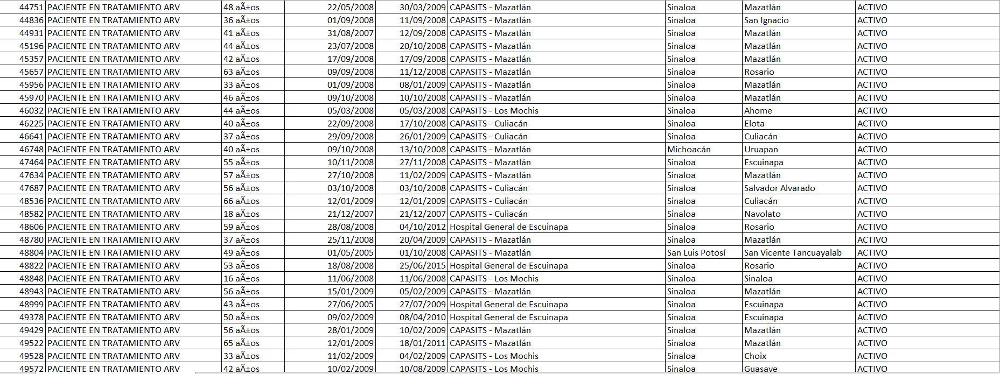 44751 PACIENTE EN TRATAMIENTO ARV 48 aÃ±os 22/05/2008 30/03/2009 CAPASITS - Mazatlán Sinaloa Mazatlán ACTIVO
44836 PACIENTE EN TRATAMIENTO ARV 36 aÃ±os 01/09/2008 11/09/2008 CAPASITS - Mazatlán Sinaloa San Ignacio ACTIVO
44931 PACIENTE EN TRATAMIENTO ARV 41 aÃ±os 31/08/2007 12/09/2008 CAPASITS - Mazatlán Sinaloa Mazatlán ACTIVO
45196 PACIENTE EN TRATAMIENTO ARV 44 aÃ±os 23/07/2008 20/10/2008 CAPASITS - Mazatlán Sinaloa Mazatlán ACTIVO
45357 PACIENTE EN TRATAMIENTO ARV 42 aÃ±os 17/09/2008 17/09/2008 CAPASITS - Mazatlán Sinaloa Mazatlán ACTIVO
45657 PACIENTE EN TRATAMIENTO ARV 63 aÃ±os 09/09/2008 11/12/2008 CAPASITS - Mazatlán Sinaloa Rosario ACTIVO
45956 PACIENTE EN TRATAMIENTO ARV 33 aÃ±os 01/09/2008 08/01/2009 CAPASITS - Mazatlán Sinaloa Mazatlán ACTIVO
45970 PACIENTE EN TRATAMIENTO ARV 46 aÃ±os 09/10/2008 10/10/2008 CAPASITS - Mazatlán Sinaloa Mazatlán ACTIVO
46032 PACIENTE EN TRATAMIENTO ARV 44 aÃ±os 05/03/2008 05/03/2008 CAPASITS - Los Mochis Sinaloa Ahome ACTIVO
46225 PACIENTE EN TRATAMIENTO ARV 40 aÃ±os 22/09/2008 17/10/2008 CAPASITS - Culiacán Sinaloa Elota ACTIVO
46641 PACIENTE EN TRATAMIENTO ARV 37 aÃ±os 29/09/2008 26/01/2009 CAPASITS - Culiacán Sinaloa Culiacán ACTIVO
46748 PACIENTE EN TRATAMIENTO ARV 40 aÃ±os 09/10/2008 13/10/2008 CAPASITS - Mazatlán Michoacán Uruapan ACTIVO
47464 PACIENTE EN TRATAMIENTO ARV 55 aÃ±os 10/11/2008 27/11/2008 CAPASITS - Mazatlán Sinaloa Escuinapa ACTIVO
47634 PACIENTE EN TRATAMIENTO ARV 57 aÃ±os 27/10/2008 11/02/2009 CAPASITS - Mazatlán Sinaloa Mazatlán ACTIVO
47687 PACIENTE EN TRATAMIENTO ARV 56 aÃ±os 03/10/2008 03/10/2008 CAPASITS - Culiacán Sinaloa Salvador Alvarado ACTIVO
48536 PACIENTE EN TRATAMIENTO ARV 66 aÃ±os 12/01/2009 12/01/2009 CAPASITS - Culiacán Sinaloa Culiacán ACTIVO
48582 PACIENTE EN TRATAMIENTO ARV 18 aÃ±os 21/12/2007 21/12/2007 CAPASITS - Culiacán Sinaloa Navolato ACTIVO
48606 PACIENTE EN TRATAMIENTO ARV 59 aÃ±os 28/08/2008 04/10/2012 Hospital General de Escuinapa Sinaloa Rosario ACTIVO
48780 PACIENTE EN TRATAMIENTO ARV 37 aÃ±os 25/11/2008 20/04/2009 CAPASITS - Mazatlán Sinaloa Mazatlán ACTIVO
48804 PACIENTE EN TRATAMIENTO ARV 49 aÃ±os 01/05/2005 01/10/2008 CAPASITS - Mazatlán San Luis Potosí San Vicente Tancuayalab ACTIVO
48822 PACIENTE EN TRATAMIENTO ARV 53 aÃ±os 18/08/2008 25/06/2015 Hospital General de Escuinapa Sinaloa Rosario ACTIVO
48848 PACIENTE EN TRATAMIENTO ARV 16 aÃ±os 11/06/2008 11/06/2008 CAPASITS - Los Mochis Sinaloa Sinaloa ACTIVO
48943 PACIENTE EN TRATAMIENTO ARV 56 aÃ±os 15/01/2009 05/02/2009 CAPASITS - Mazatlán Sinaloa Mazatlán ACTIVO
48999 PACIENTE EN TRATAMIENTO ARV 43 aÃ±os 27/06/2005 27/07/2009 Hospital General de Escuinapa Sinaloa Escuinapa ACTIVO
49378 PACIENTE EN TRATAMIENTO ARV 50 aÃ±os 09/02/2009 08/04/2010 Hospital General de Escuinapa Sinaloa Escuinapa ACTIVO
49429 PACIENTE EN TRATAMIENTO ARV 56 aÃ±os 28/01/2009 10/02/2009 CAPASITS - Mazatlán Sinaloa Mazatlán ACTIVO
49522 PACIENTE EN TRATAMIENTO ARV 65 aÃ±os 12/01/2009 18/01/2011 CAPASITS - Mazatlán Sinaloa Mazatlán ACTIVO
49528 PACIENTE EN TRATAMIENTO ARV 33 aÃ±os 11/02/2009 04/02/2009 CAPASITS - Los Mochis Sinaloa Choix ACTIVO
49572 PACIENTE EN TRATAMIENTO ARV 42 aÃ±os 10/02/2009 10/08/2009 CAPASITS - Los Mochis Sinaloa Guasave ACTIVO